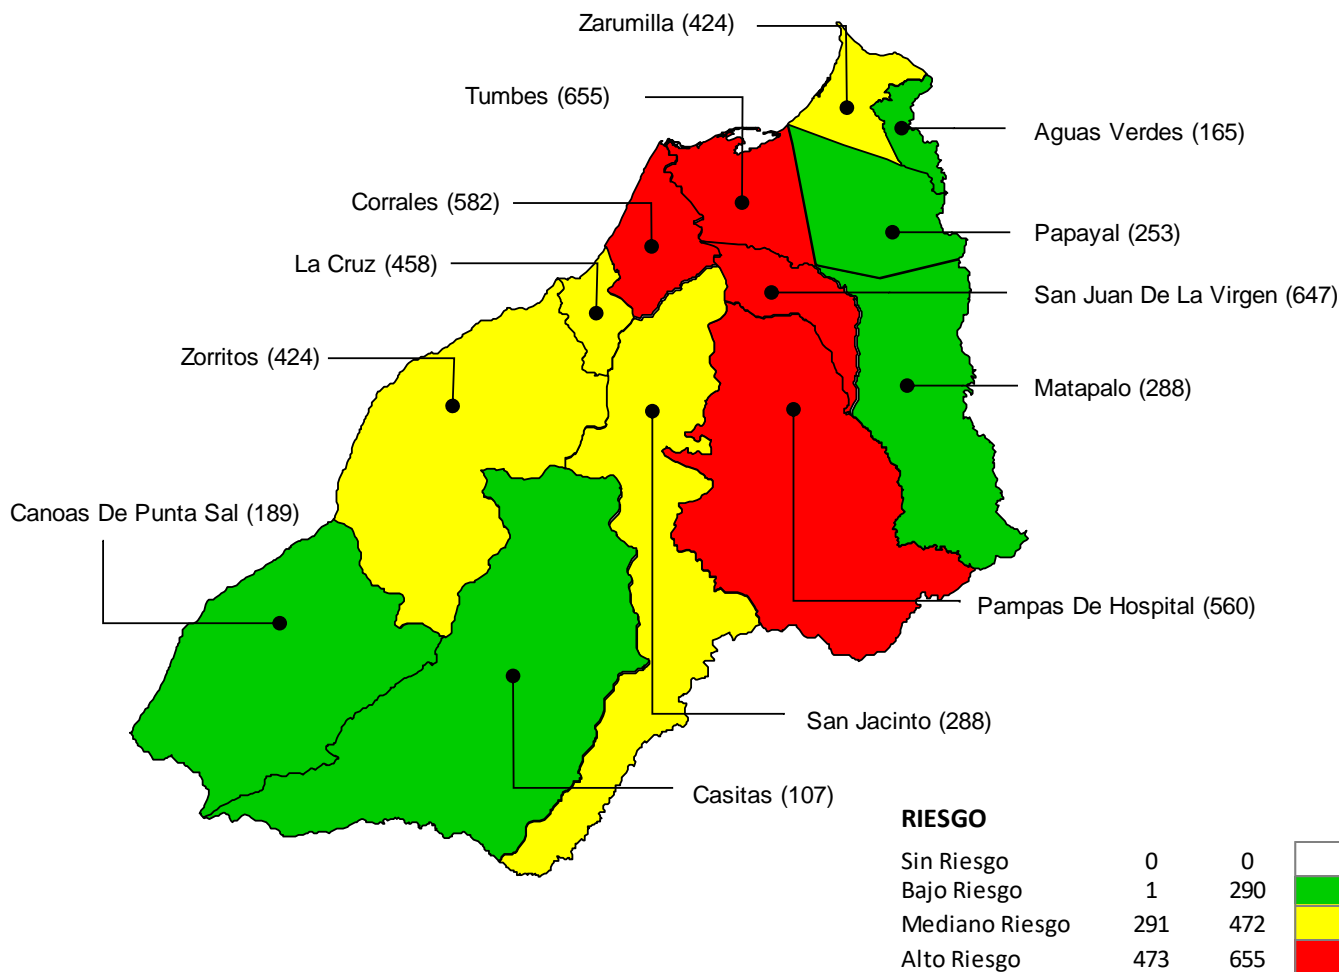 Zarumilla (424)
Tumbes (655)
Aguas Verdes (165)
Corrales (582)
Papayal (253)
La Cruz (458)
San Juan De La Virgen (647)
Zorritos (424)
Matapalo (288)
Canoas De Punta Sal (189)
Pampas De Hospital (560)
San Jacinto (288)
Casitas (107)
RIESGO
Sin Riesgo 0 0
Bajo Riesgo 1 290
Mediano Riesgo 291 472
Alto Riesgo 473 655